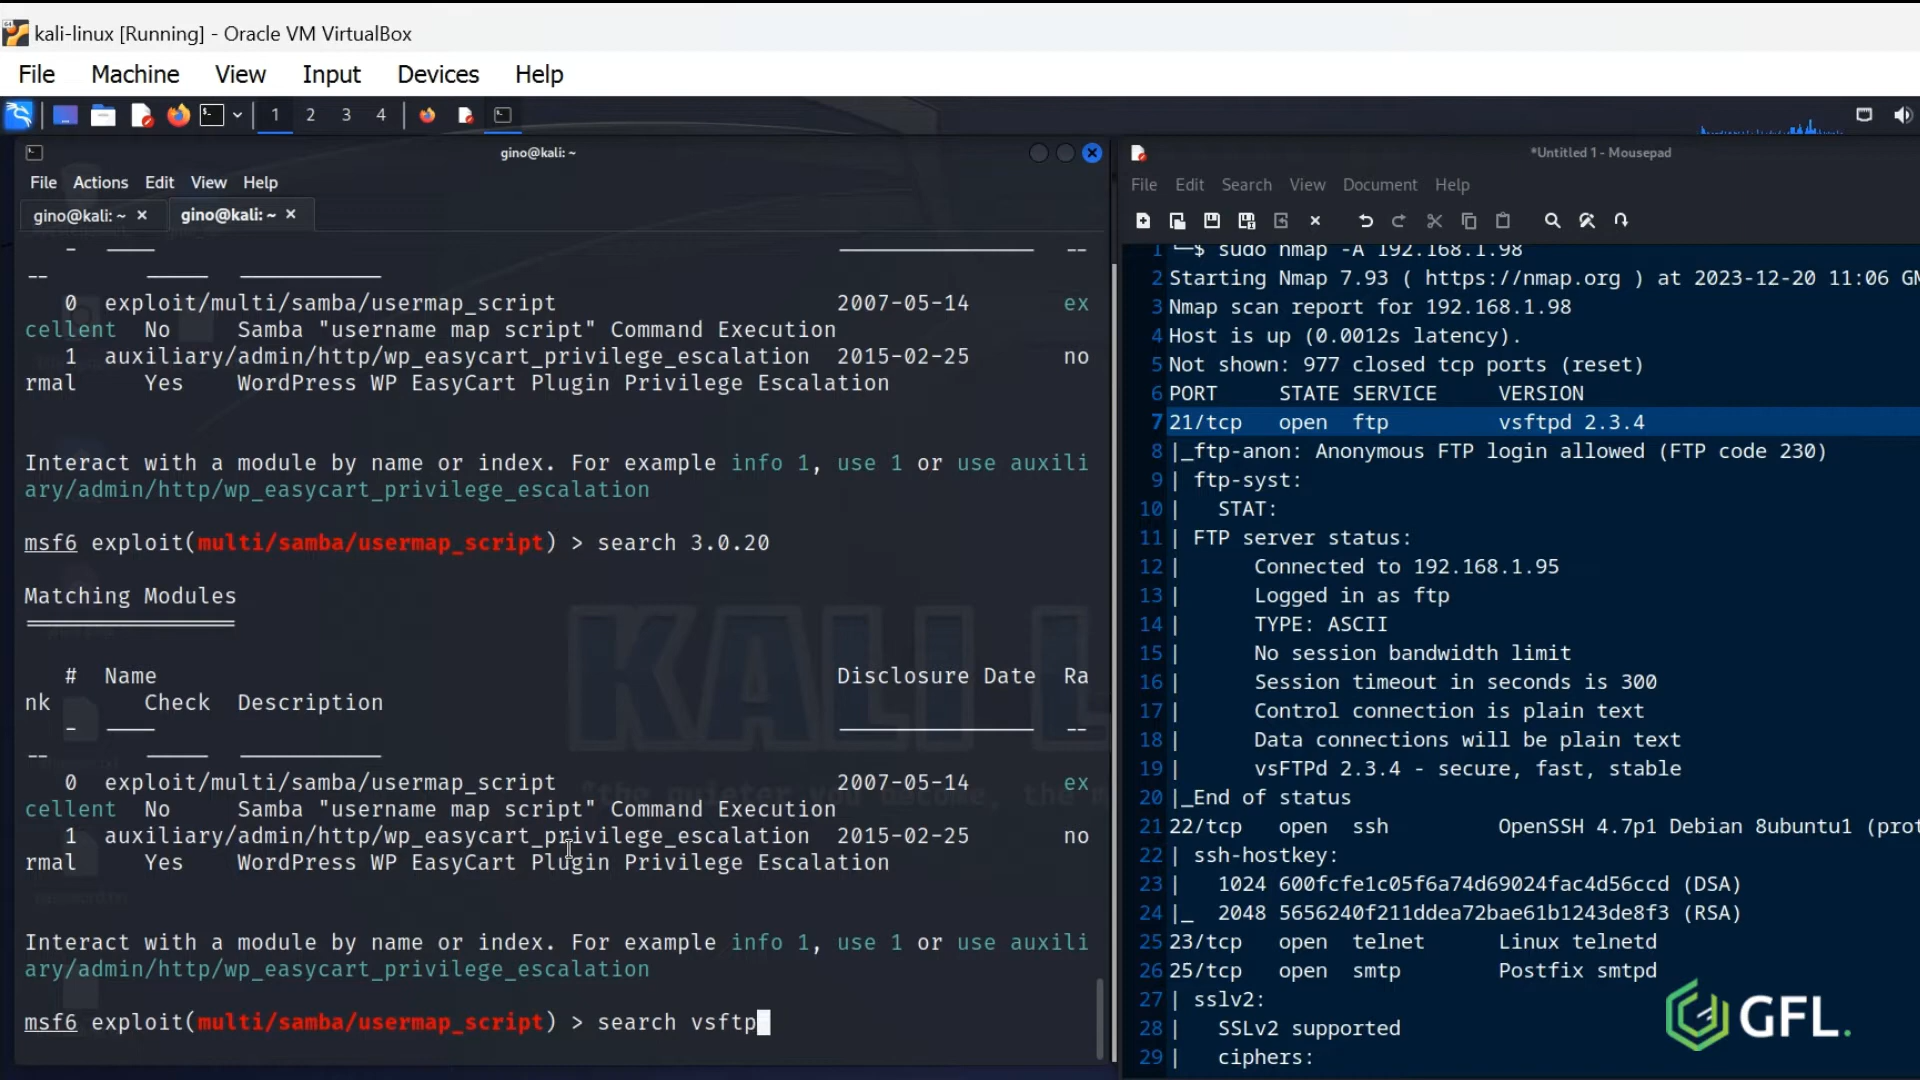 kali-linux [Running] - Oracle VM VirtualBox
File Machine View Input Devices Help
1 2 3 4
gino@kali: ~
File Actions Edit View Help
gino@kali: ~ × gino@kali: ~ ×
0 exploit/multi/samba/usermap_script 2007-05-14 ex
cellent No Samba "username map script" Command Execution
1 auxiliary/admin/http/wp_easycart_privilege_escalation 2015-02-25 no
rmal Yes WordPress WP EasyCart Plugin Privilege Escalation
Interact with a module by name or index. For example info 1, use 1 or use auxili
ary/admin/http/wp_easycart_privilege_escalation
msf6 exploit(multi/samba/usermap_script) > search 3.0.20
Matching Modules
# Name Disclosure Date Ra
nk Check Description
- ---- --------------- --
-- ----- -----------
0 exploit/multi/samba/usermap_script 2007-05-14 ex
cellent No Samba "username map script" Command Execution
1 auxiliary/admin/http/wp_easycart_privilege_escalation 2015-02-25 no
rmal Yes WordPress WP EasyCart Plugin Privilege Escalation
Interact with a module by name or index. For example info 1, use 1 or use auxili
ary/admin/http/wp_easycart_privilege_escalation
msf6 exploit(multi/samba/usermap_script) > search vsftp
KALI L
*Untitled 1 - Mousepad
File Edit Search View Document Help
1 └─$ sudo nmap -A 192.168.1.98
2 Starting Nmap 7.93 ( https://nmap.org ) at 2023-12-20 11:06 GM
3 Nmap scan report for 192.168.1.98
4 Host is up (0.0012s latency).
5 Not shown: 977 closed tcp ports (reset)
6 PORT STATE SERVICE VERSION
7 21/tcp open ftp vsftpd 2.3.4
8 |_ftp-anon: Anonymous FTP login allowed (FTP code 230)
9 | ftp-syst:
10 | STAT:
11 | FTP server status:
12 | Connected to 192.168.1.95
13 | Logged in as ftp
14 | TYPE: ASCII
15 | No session bandwidth limit
16 | Session timeout in seconds is 300
17 | Control connection is plain text
18 | Data connections will be plain text
19 | vsFTPd 2.3.4 - secure, fast, stable
20 |_End of status
21 22/tcp open ssh OpenSSH 4.7p1 Debian 8ubuntu1 (prot
22 | ssh-hostkey:
23 | 1024 600fcfe1c05f6a74d69024fac4d56ccd (DSA)
24 |_ 2048 5656240f211ddea72bae61b1243de8f3 (RSA)
25 23/tcp open telnet Linux telnetd
26 25/tcp open smtp Postfix smtpd
27 | sslv2:
28 | SSLv2 supported
29 | ciphers:
GFL.